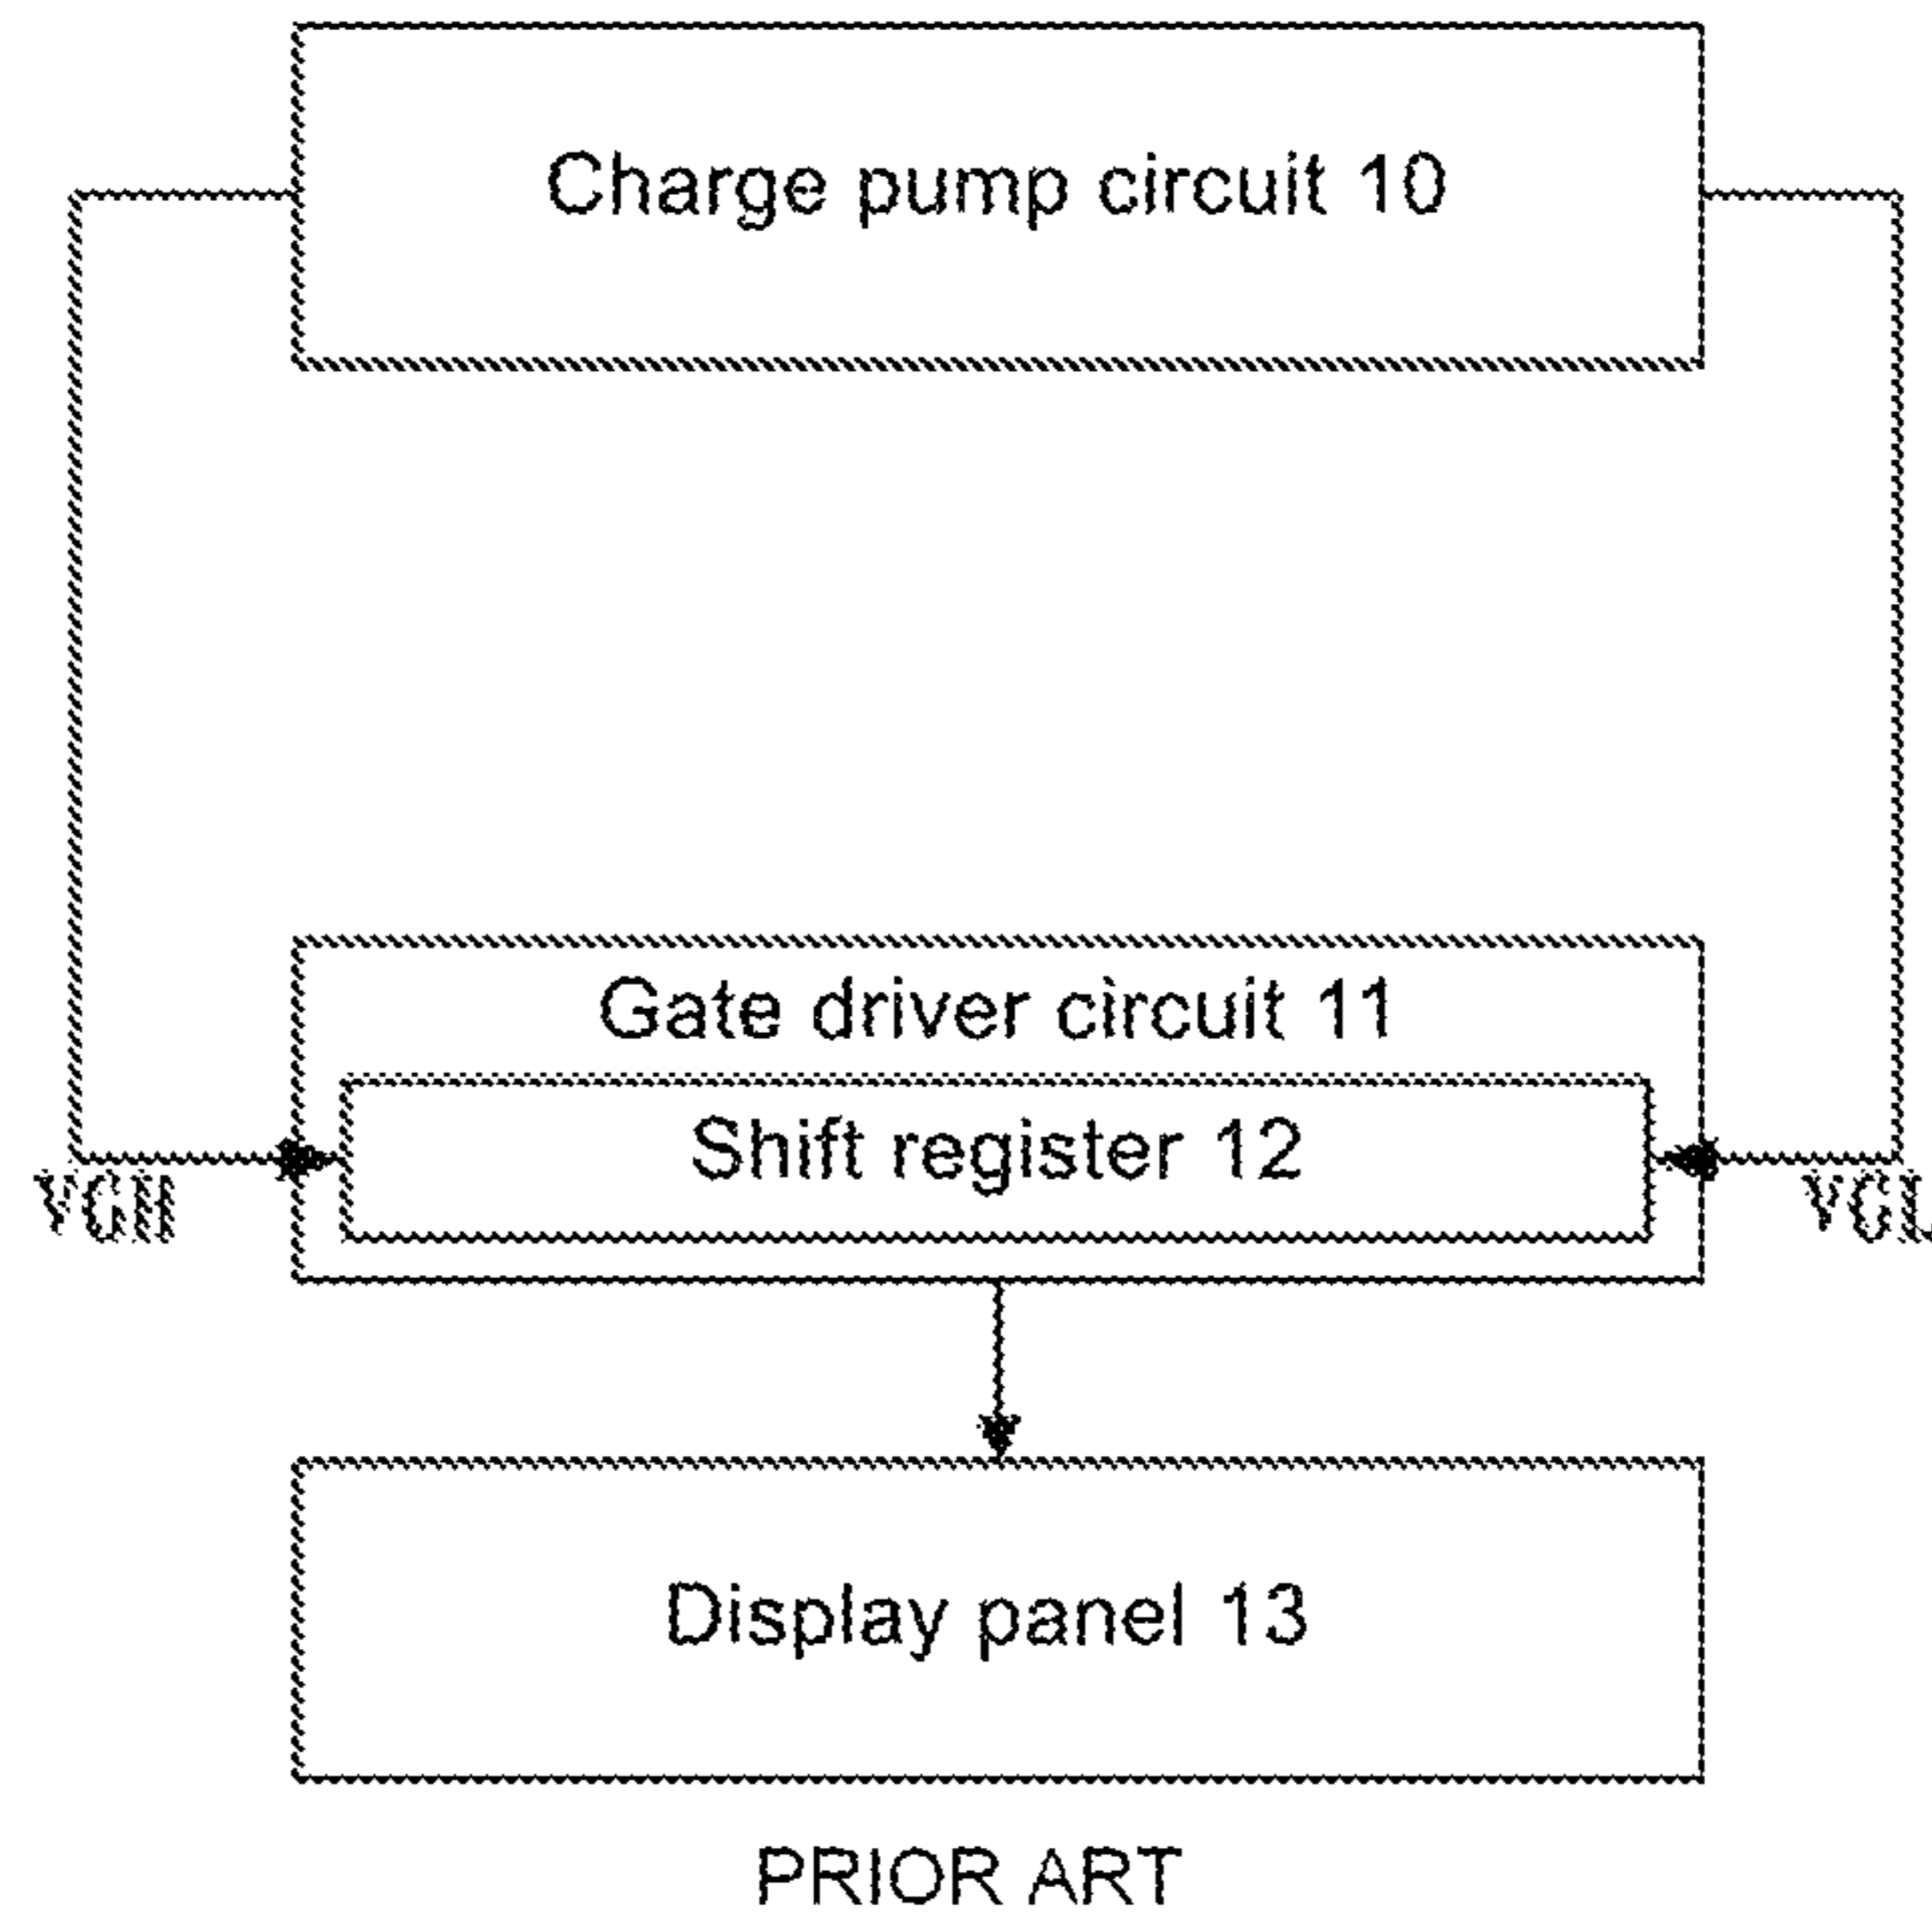 Charge pump circuit 10
Gate driver circuit 11
Shift register 12
VGH
VGL
Display panel 13
PRIOR ART